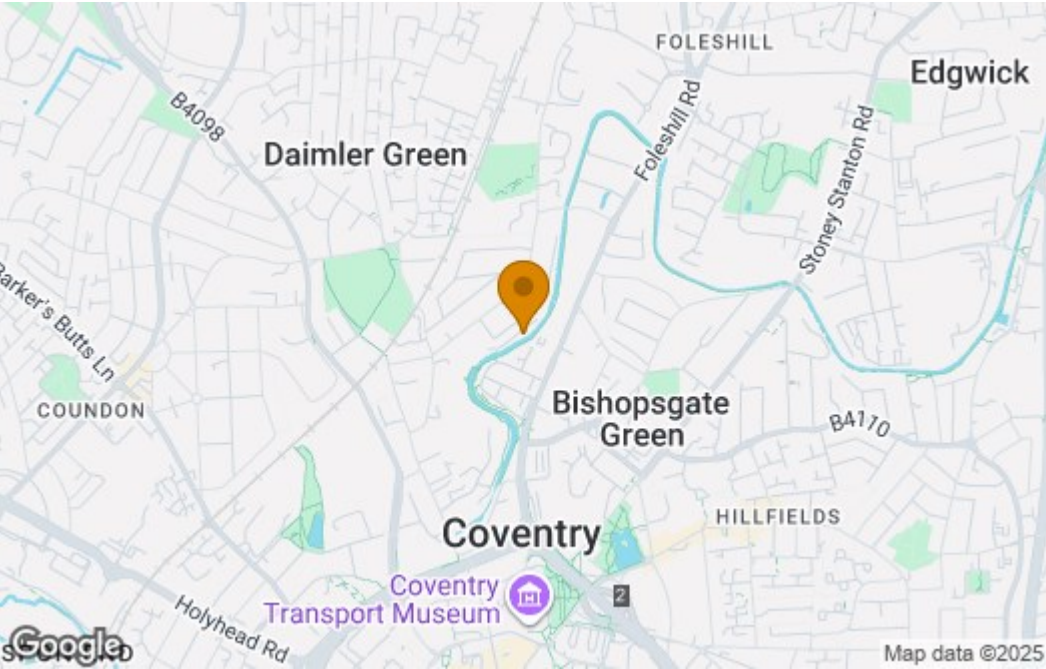 FOLESHILL
Edgwick
B4098
Foleshill Rd
Daimler Green
Stoney Stanton Rd
Barker's Butts Ln
COUNDON
Bishopsgate
Green
B4110
HILLFIELDS
Coventry
Coventry
Transport Museum
2
Holyhead Rd
Google
Map data ©2025